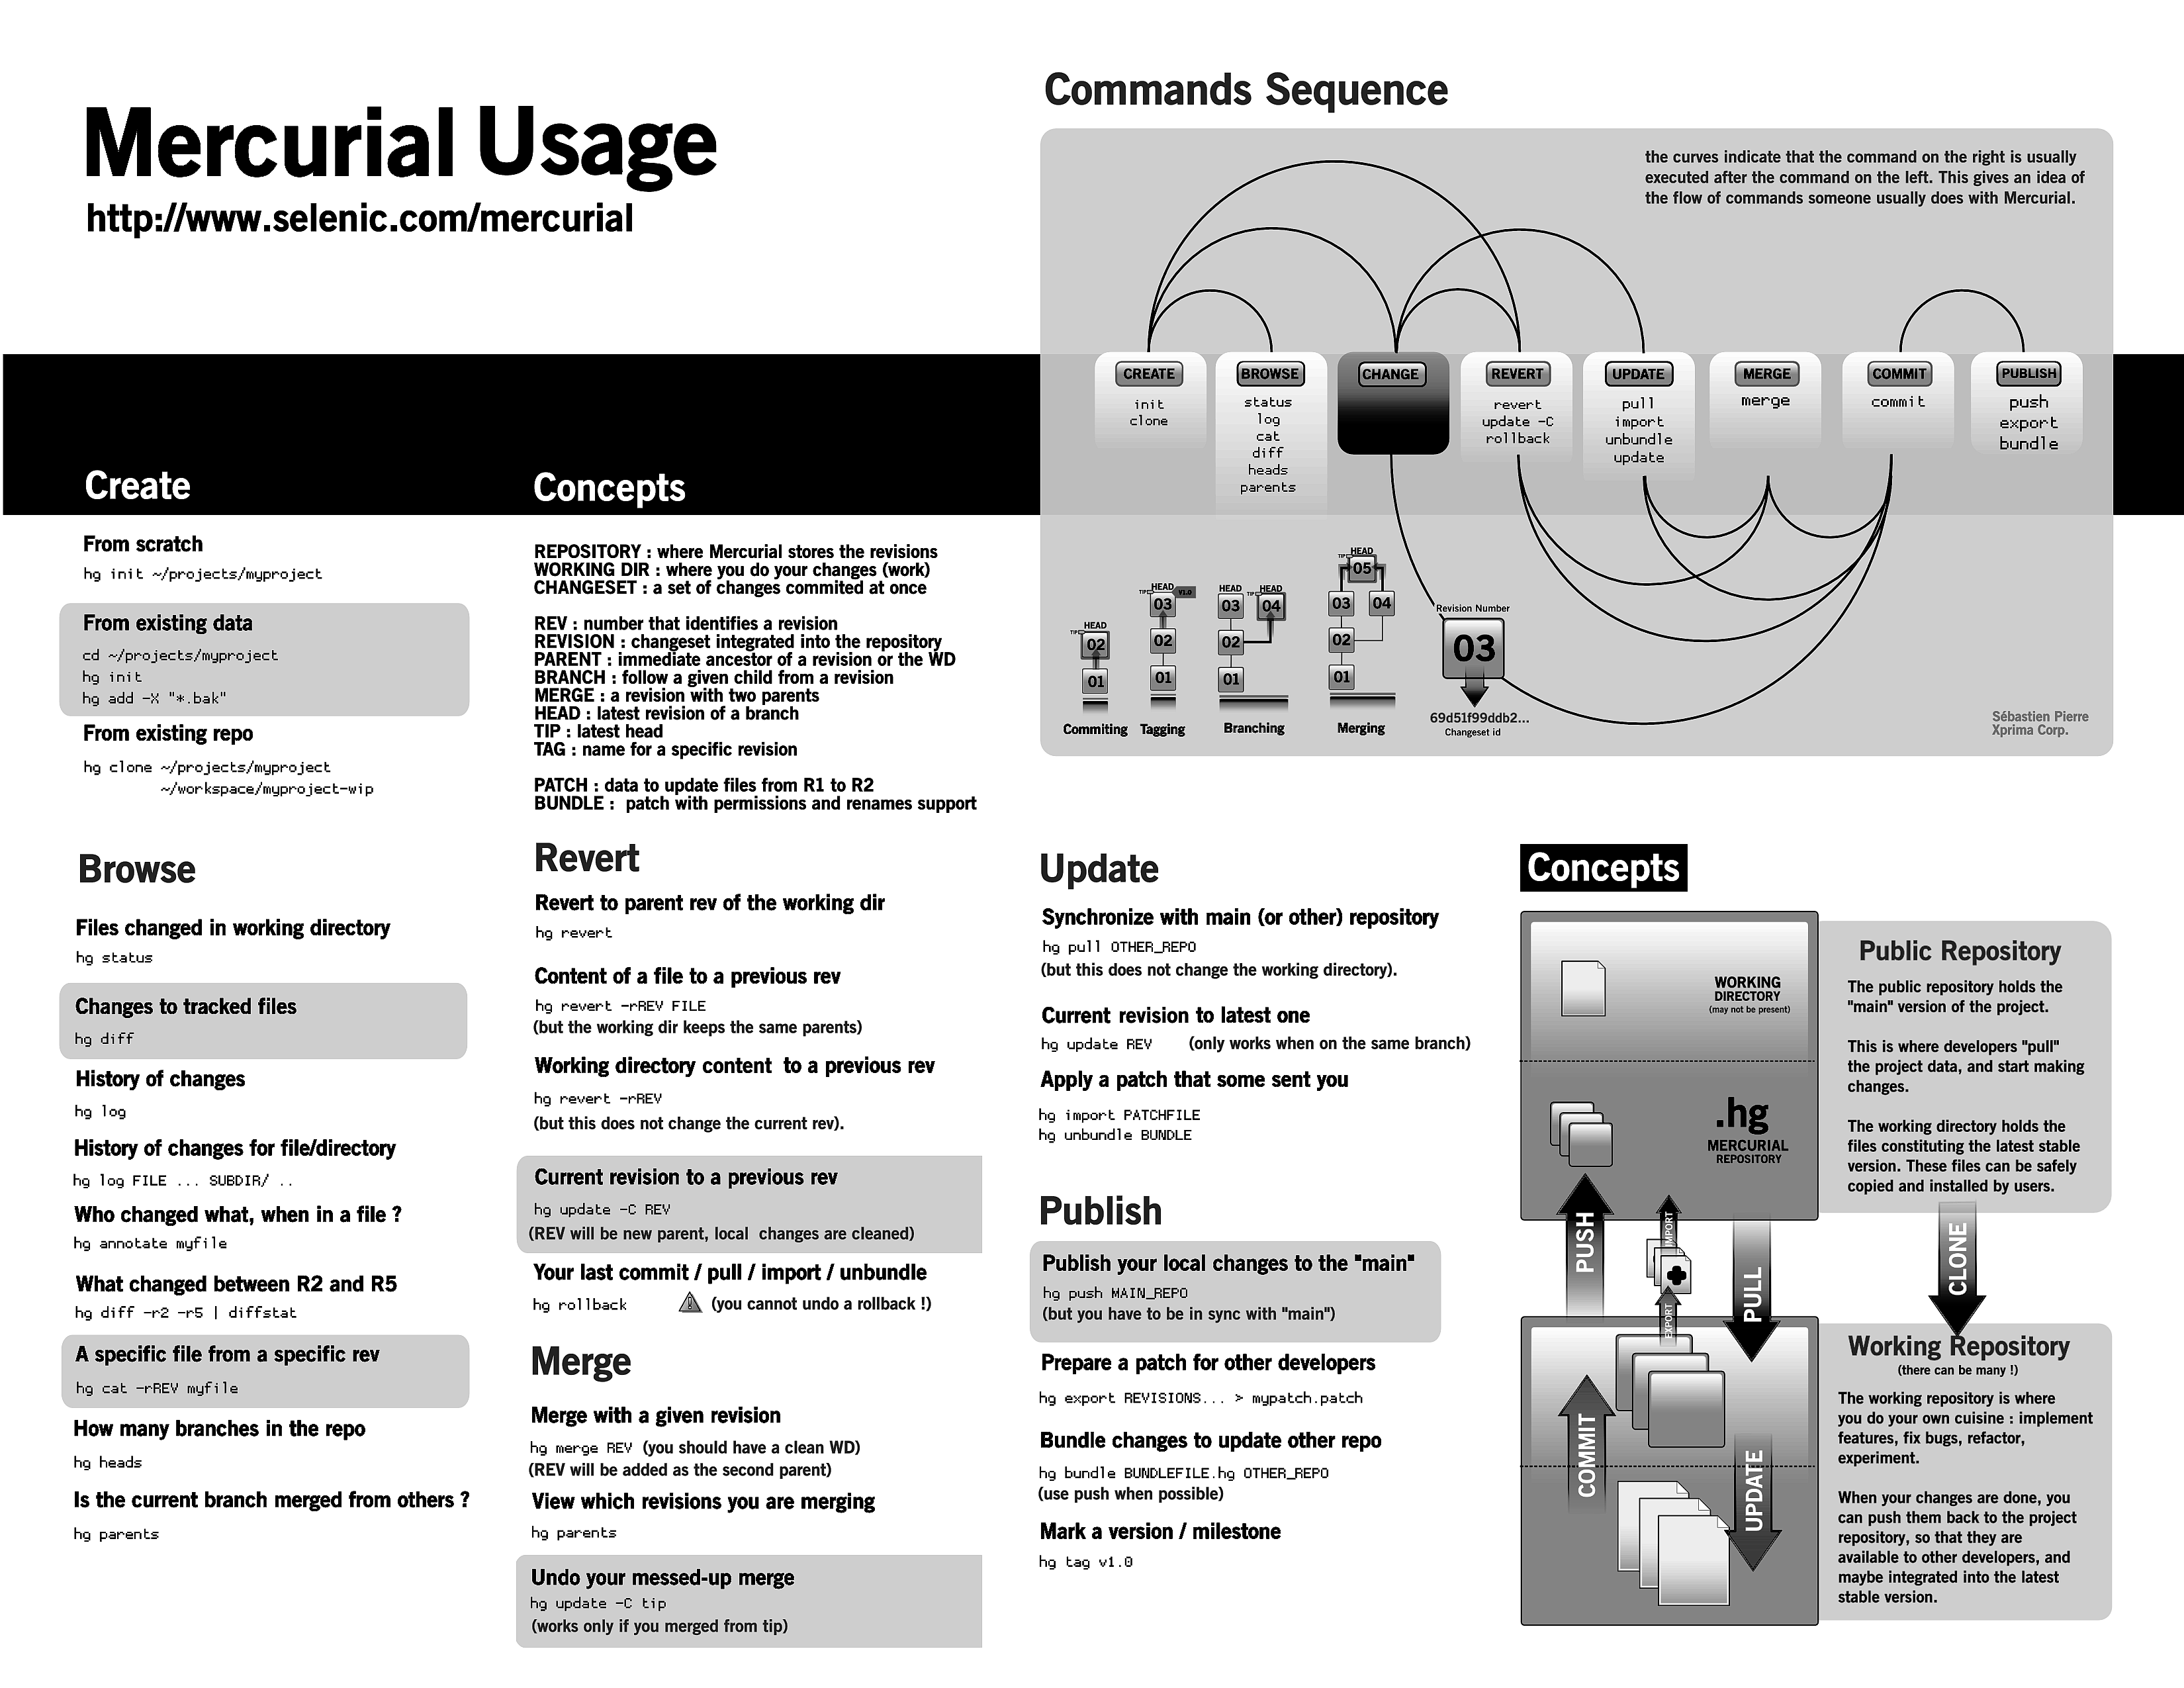 Mercurial Usage
http://www.selenic.com/mercurial
Commands Sequence
the curves indicate that the command on the right is usually
executed after the command on the left. This gives an idea of
the flow of commands someone usually does with Mercurial.
CREATE
init
clone
BROWSE
status
log
cat
diff
heads
parents
CHANGE
REVERT
revert
update -C
rollback
UPDATE
pull
import
unbundle
update
MERGE
merge
COMMIT
commit
PUBLISH
push
export
bundle
HEAD
TIP
02
01
Commiting
HEAD
TIP
V1.0
03
02
01
Tagging
HEAD
HEAD
TIP
03
04
02
01
Branching
HEAD
TIP
05
03
04
02
01
Merging
Revision Number
03
69d51f99ddb2...
Changeset id
Sébastien Pierre
Xprima Corp.
Create
From scratch
hg init ~/projects/myproject
From existing data
cd ~/projects/myproject
hg init
hg add -X "*.bak"
From existing repo
hg clone ~/projects/myproject
~/workspace/myproject-wip
Concepts
REPOSITORY : where Mercurial stores the revisions
WORKING DIR : where you do your changes (work)
CHANGESET : a set of changes commited at once
REV : number that identifies a revision
REVISION : changeset integrated into the repository
PARENT : immediate ancestor of a revision or the WD
BRANCH : follow a given child from a revision
MERGE : a revision with two parents
HEAD : latest revision of a branch
TIP : latest head
TAG : name for a specific revision
PATCH : data to update files from R1 to R2
BUNDLE :  patch with permissions and renames support
Browse
Files changed in working directory
hg status
Changes to tracked files
hg diff
History of changes
hg log
History of changes for file/directory
hg log FILE ... SUBDIR/ ..
Who changed what, when in a file ?
hg annotate myfile
What changed between R2 and R5
hg diff -r2 -r5 | diffstat
A specific file from a specific rev
hg cat -rREV myfile
How many branches in the repo
hg heads
Is the current branch merged from others ?
hg parents
Revert
Revert to parent rev of the working dir
hg revert
Content of a file to a previous rev
hg revert -rREV FILE
(but the working dir keeps the same parents)
Working directory content  to a previous rev
hg revert -rREV
(but this does not change the current rev).
Current revision to a previous rev
hg update -C REV
(REV will be new parent, local  changes are cleaned)
Your last commit / pull / import / unbundle
hg rollback (you cannot undo a rollback !)
Merge
Merge with a given revision
hg merge REV (you should have a clean WD)
(REV will be added as the second parent)
View which revisions you are merging
hg parents
Undo your messed-up merge
hg update -C tip
(works only if you merged from tip)
Update
Synchronize with main (or other) repository
hg pull OTHER_REPO
(but this does not change the working directory).
Current revision to latest one
hg update REV (only works when on the same branch)
Apply a patch that some sent you
hg import PATCHFILE
hg unbundle BUNDLE
Publish
Publish your local changes to the "main"
hg push MAIN_REPO
(but you have to be in sync with "main")
Prepare a patch for other developers
hg export REVISIONS... > mypatch.patch
Bundle changes to update other repo
hg bundle BUNDLEFILE.hg OTHER_REPO
(use push when possible)
Mark a version / milestone
hg tag v1.0
Concepts
WORKING
DIRECTORY
(may not be present)
.hg
MERCURIAL
REPOSITORY
Public Repository
The public repository holds the
"main" version of the project.
This is where developers "pull"
the project data, and start making
changes.
The working directory holds the
files constituting the latest stable
version. These files can be safely
copied and installed by users.
PUSH
IMPORT
EXPORT
PULL
CLONE
COMMIT
UPDATE
Working Repository
(there can be many !)
The working repository is where
you do your own cuisine : implement
features, fix bugs, refactor,
experiment.
When your changes are done, you
can push them back to the project
repository, so that they are
available to other developers, and
maybe integrated into the latest
stable version.